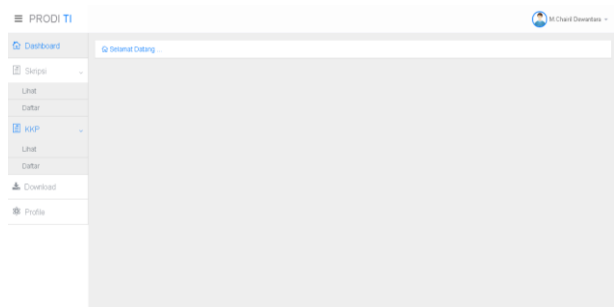 PRODI TI
M.Charil Dewantara
Dashboard
Selamat Datang ...
Skripsi
Lihat
Daftar
KKP
Lihat
Daftar
Download
Profile